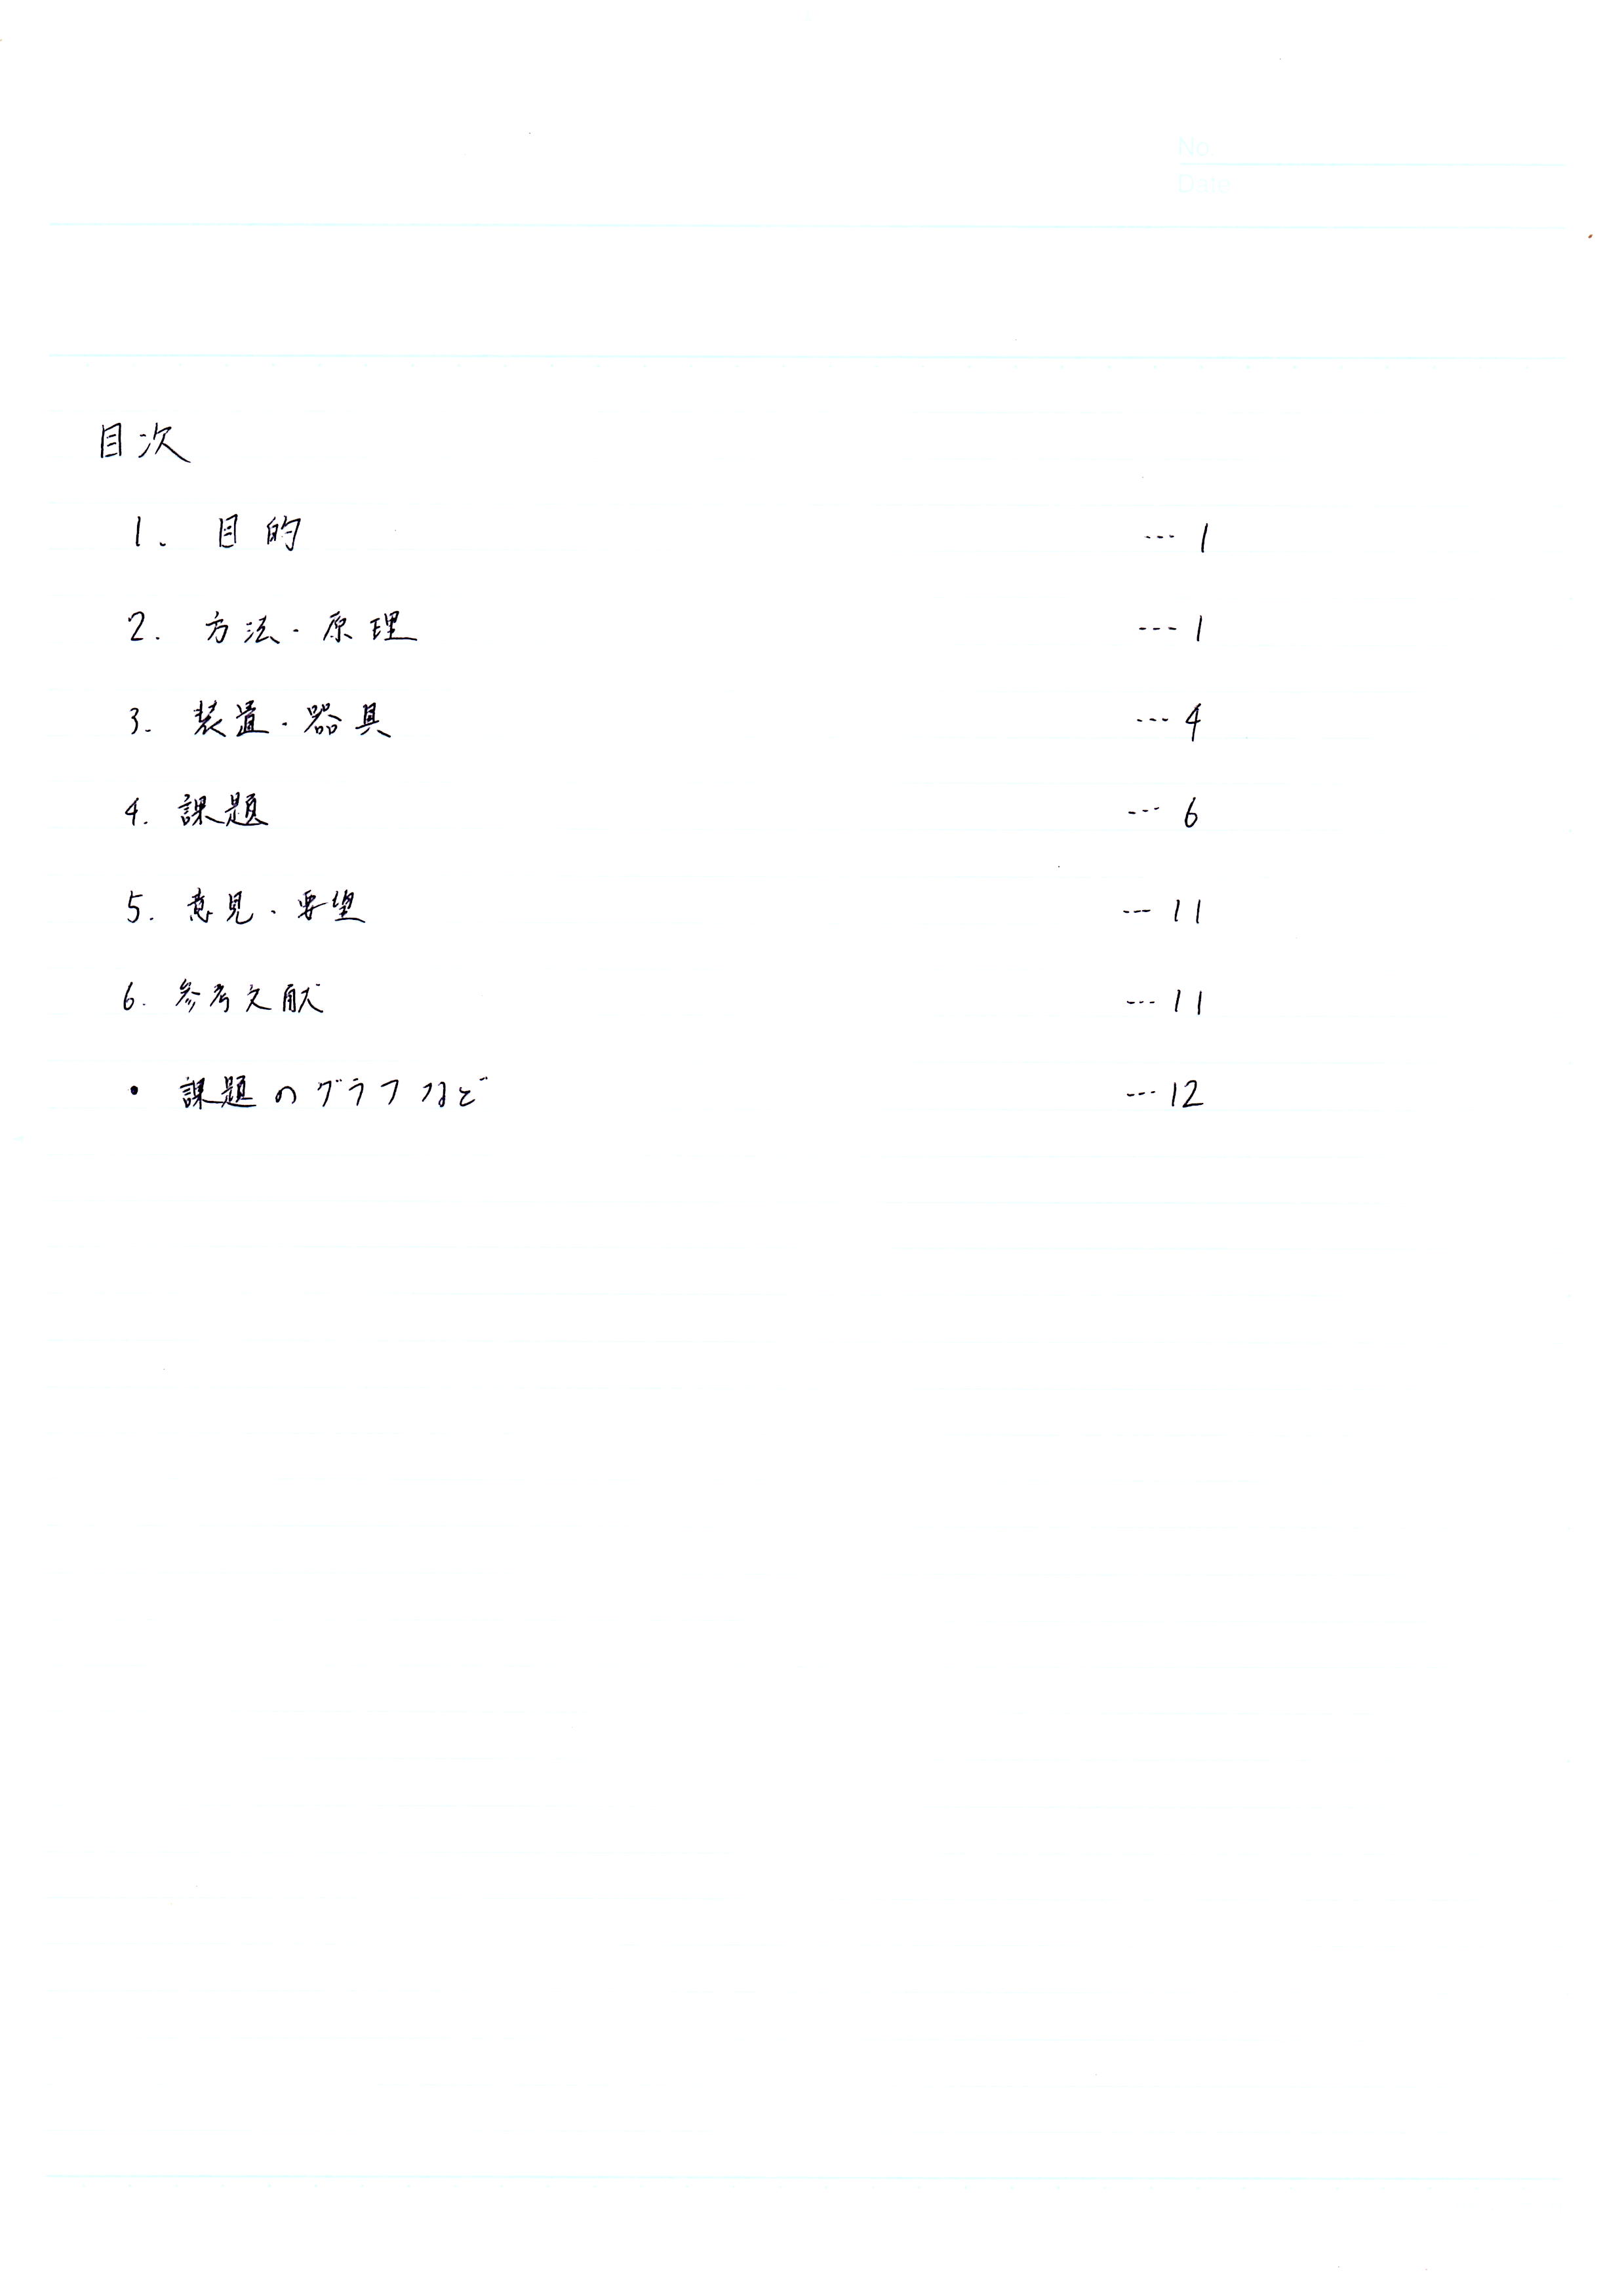 No
Date
目次
1. 目的 --- 1
2. 方法・原理 --- 1
3. 装置・器具 --- 4
4. 課題 --- 6
5. 意見・要望 --- 11
6. 参考文献 --- 11
• 課題のグラフなど --- 12